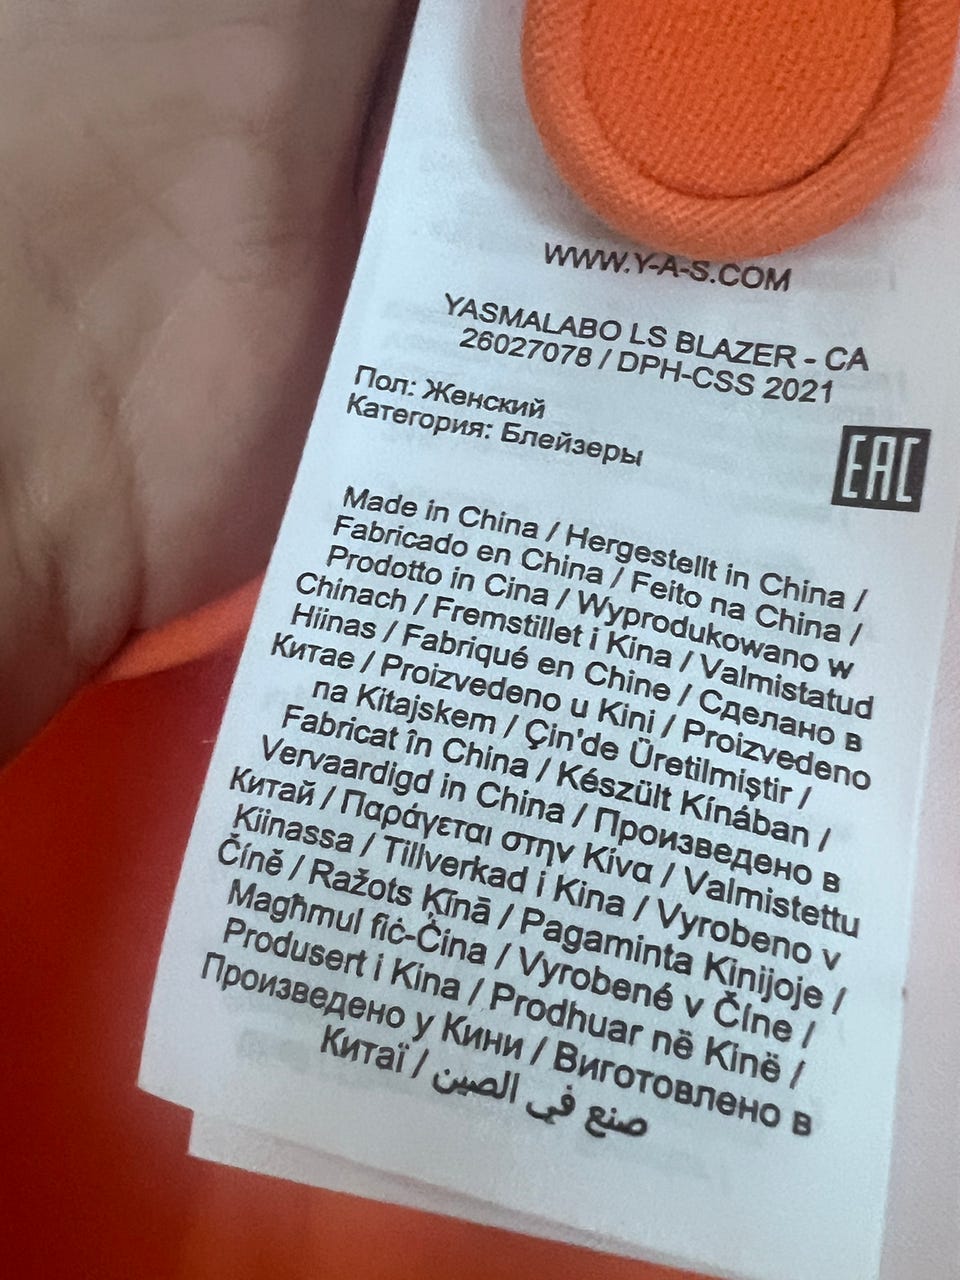 WWW.Y-A-S.COM
YASMALABO LS BLAZER - CA
26027078 / DPH-CSS 2021
Пол: Женский
Категория: Блейзеры
EAC
Made in China / Hergestellt in China /
Fabricado en China / Feito na China /
Prodotto in Cina / Wyprodukowano w
Chinach / Fremstillet i Kina / Valmistatud
Hiinas / Fabriqué en Chine / Сделано в
Китае / Proizvedeno u Kini / Proizvedeno
na Kitajskem / Çin'de Üretilmiştir /
Fabricat în China / Készült Kínában /
Vervaardigd in China / Произведено в
Китай / Παράγεται στην Κίνα / Valmistettu
Kiinassa / Tillverkad i Kina / Vyrobeno v
Číně / Ražots Ķīnā / Pagaminta Kinijoje /
Magħmul fiċ-Ċina / Vyrobené v Číne /
Produsert i Kina / Prodhuar në Kinë /
Произведено у Кини / Виготовлено в
Китаї / صنع في الصين